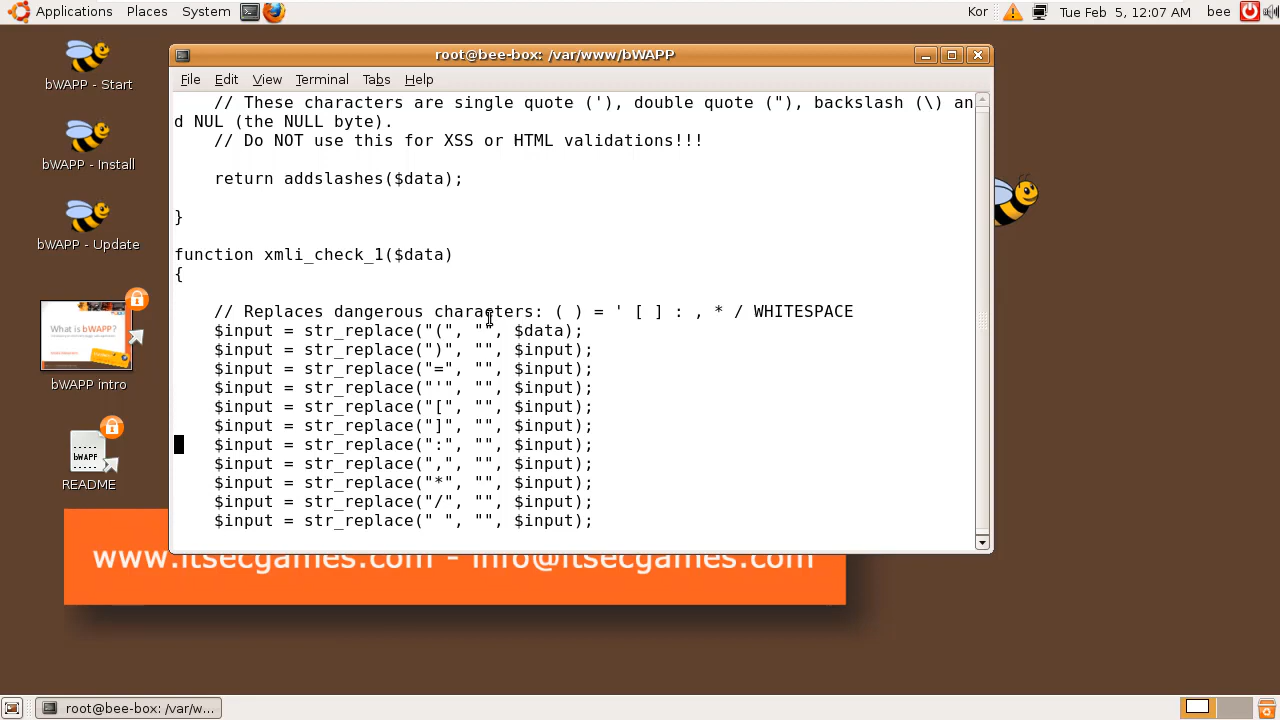 Applications Places System Kor Tue Feb 5, 12:07 AM bee
root@bee-box: /var/www/bWAPP
File Edit View Terminal Tabs Help
bWAPP - Start
bWAPP - Install
bWAPP - Update
What is bWAPP?
bWAPP intro
bWAPP
README
    // These characters are single quote ('), double quote ("), backslash (\) an
d NUL (the NULL byte).
    // Do NOT use this for XSS or HTML validations!!!
    return addslashes($data);
}
function xmli_check_1($data)
{
    // Replaces dangerous characters: ( ) = ' [ ] : , * / WHITESPACE
    $input = str_replace("(", "", $data);
    $input = str_replace(")", "", $input);
    $input = str_replace("=", "", $input);
    $input = str_replace("'", "", $input);
    $input = str_replace("[", "", $input);
    $input = str_replace("]", "", $input);
    $input = str_replace(":", "", $input);
    $input = str_replace(",", "", $input);
    $input = str_replace("*", "", $input);
    $input = str_replace("/", "", $input);
    $input = str_replace(" ", "", $input);
www.itsecgames.com - info@itsecgames.com
root@bee-box: /var/w...